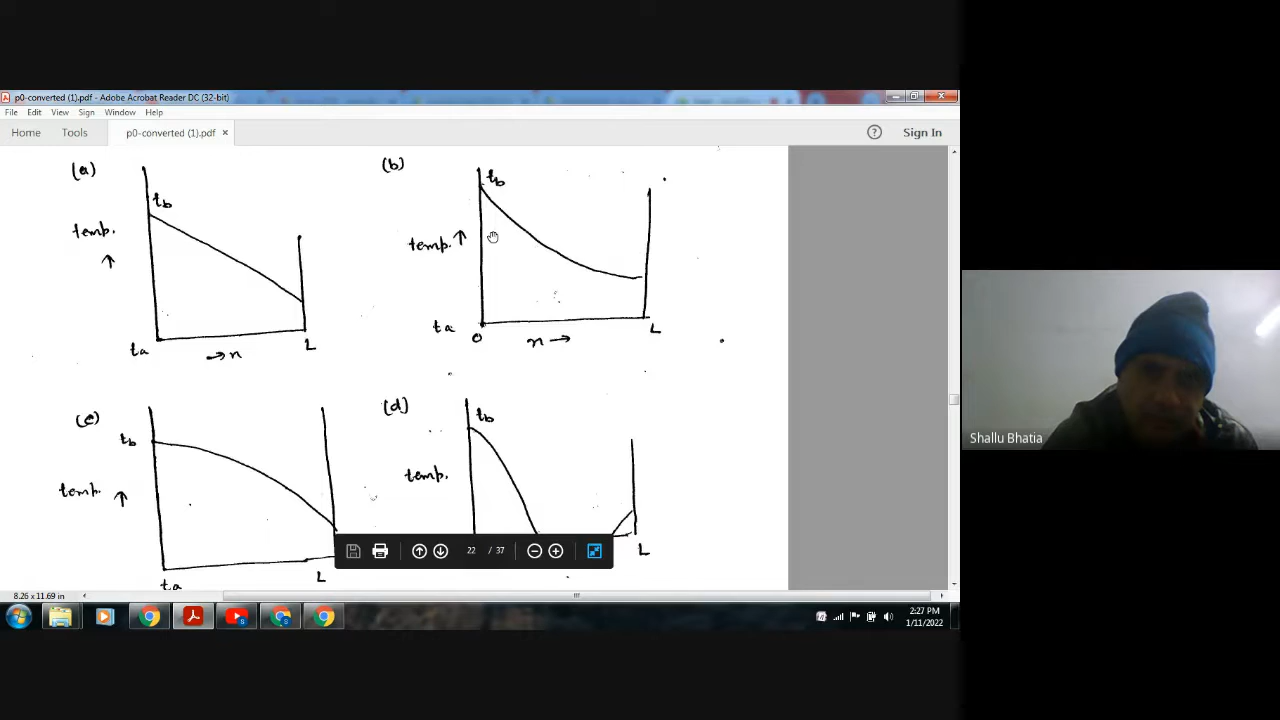 p0-converted (1).pdf - Adobe Acrobat Reader DC (32-bit)
File Edit View Sign Window Help
Home Tools p0-converted (1).pdf × ? Sign In
(a)
tb
temp.
↑
ta
→ x
L
(b)
tb
temp. ↑
ta
0
x →
L
(c)
tb
temp. ↑
ta
L
(d)
tb
temp.
L
22 / 37
8.26 x 11.69 in
2:27 PM
1/11/2022
Shallu Bhatia